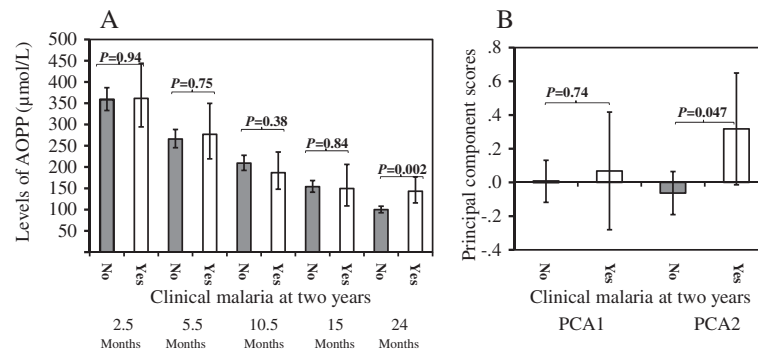 A
Levels of AOPP (µmol/L)
500
450
400
350
300
250
200
150
100
50
P=0.94
P=0.75
P=0.38
P=0.84
P=0.002
No Yes No Yes No Yes No Yes No Yes
Clinical malaria at two years
2.5 5.5 10.5 15 24
Months Months Months Months Months
B
Principal component scores
.8
.6
.4
.2
.0
-.2
-.4
P=0.74
P=0.047
No Yes No Yes
Clinical malaria at two years
PCA1 PCA2